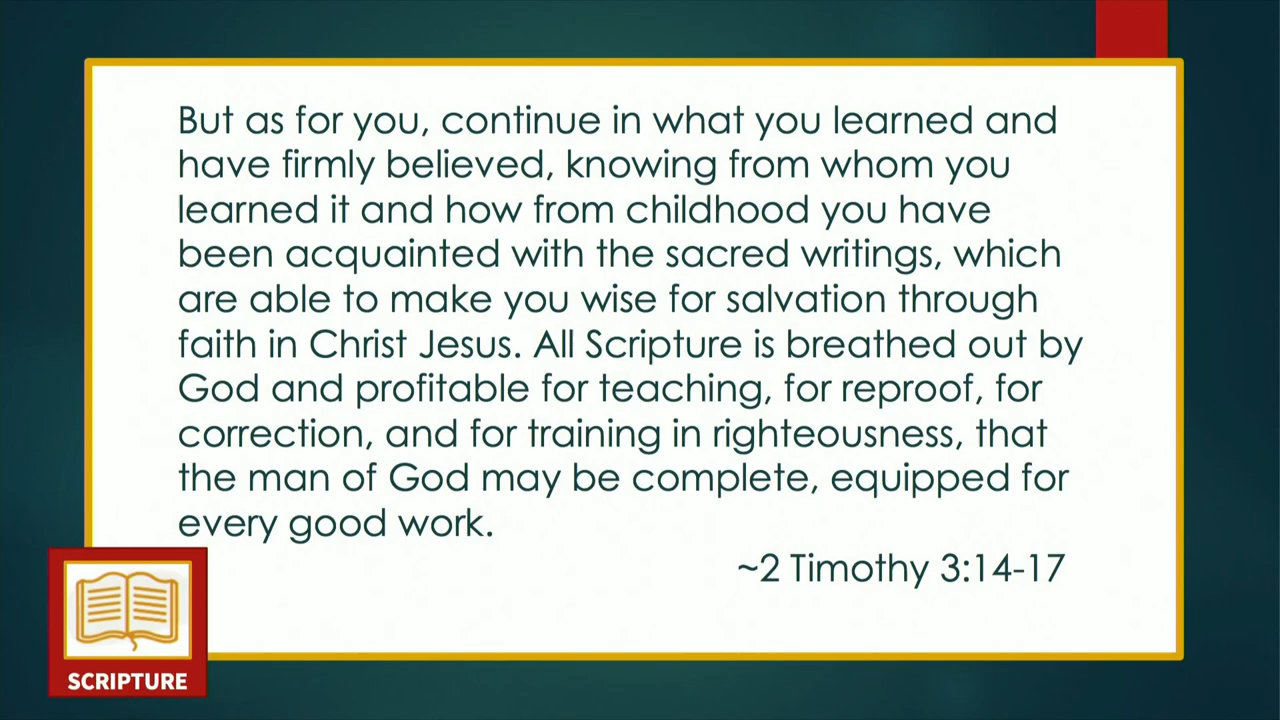 But as for you, continue in what you learned and
have firmly believed, knowing from whom you
learned it and how from childhood you have
been acquainted with the sacred writings, which
are able to make you wise for salvation through
faith in Christ Jesus. All Scripture is breathed out by
God and profitable for teaching, for reproof, for
correction, and for training in righteousness, that
the man of God may be complete, equipped for
every good work.
~2 Timothy 3:14-17
SCRIPTURE